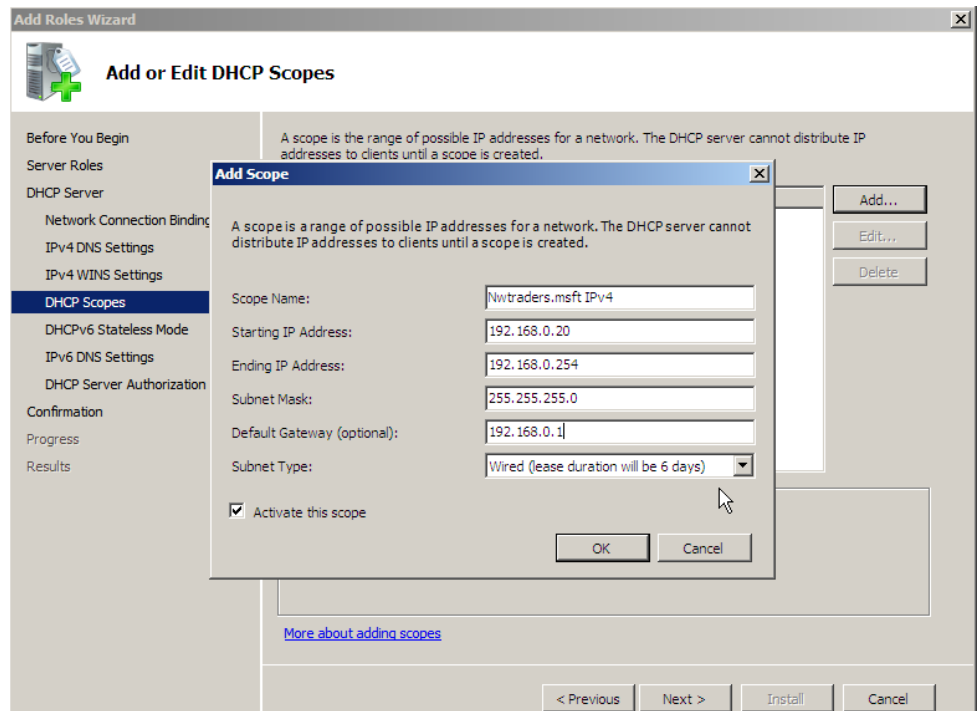 Add Roles Wizard
Add or Edit DHCP Scopes
Before You Begin
Server Roles
DHCP Server
Network Connection Binding
IPv4 DNS Settings
IPv4 WINS Settings
DHCP Scopes
DHCPv6 Stateless Mode
IPv6 DNS Settings
DHCP Server Authorization
Confirmation
Progress
Results
A scope is the range of possible IP addresses for a network. The DHCP server cannot distribute IP
addresses to clients until a scope is created.
Add...
Edit...
Delete
Add Scope
A scope is a range of possible IP addresses for a network. The DHCP server cannot
distribute IP addresses to clients until a scope is created.
Scope Name: Nwtraders.msft IPv4
Starting IP Address: 192.168.0.20
Ending IP Address: 192.168.0.254
Subnet Mask: 255.255.255.0
Default Gateway (optional): 192.168.0.1
Subnet Type: Wired (lease duration will be 6 days)
Activate this scope
OK Cancel
More about adding scopes
< Previous Next > Install Cancel